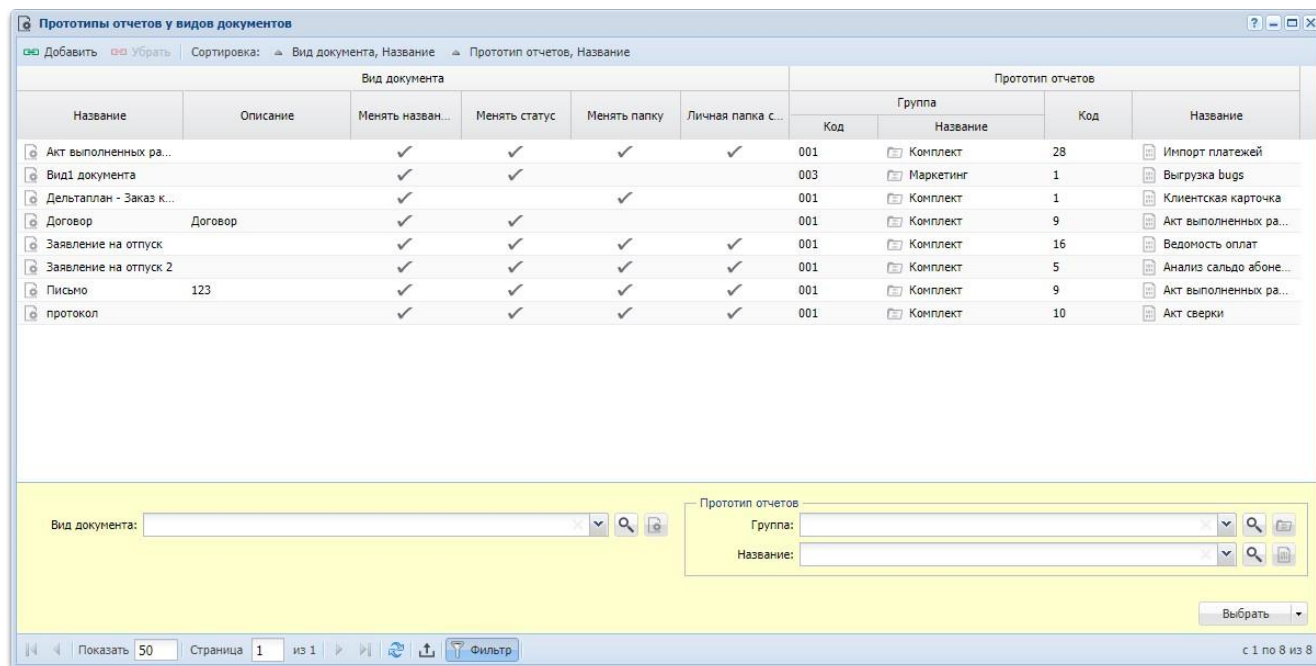 Прототипы отчетов у видов документов
Добавить Убрать Сортировка: Вид документа, Название Прототип отчетов, Название
Вид документа Прототип отчетов
Название Описание Менять назван... Менять статус Менять папку Личная папка с... Группа Код Название
Код Название
Акт выполненных ра... 001 Комплект 28 Импорт платежей
Вид1 документа 003 Маркетинг 1 Выгрузка bugs
Дельтаплан - Заказ к... 001 Комплект 1 Клиентская карточка
Договор Договор 001 Комплект 9 Акт выполненных ра...
Заявление на отпуск 001 Комплект 16 Ведомость оплат
Заявление на отпуск 2 001 Комплект 5 Анализ сальдо абоне...
Письмо 123 001 Комплект 9 Акт выполненных ра...
протокол 001 Комплект 10 Акт сверки
Прототип отчетов
Вид документа: Группа:
Название:
Выбрать
Показать 50 Страница 1 из 1 Фильтр с 1 по 8 из 8